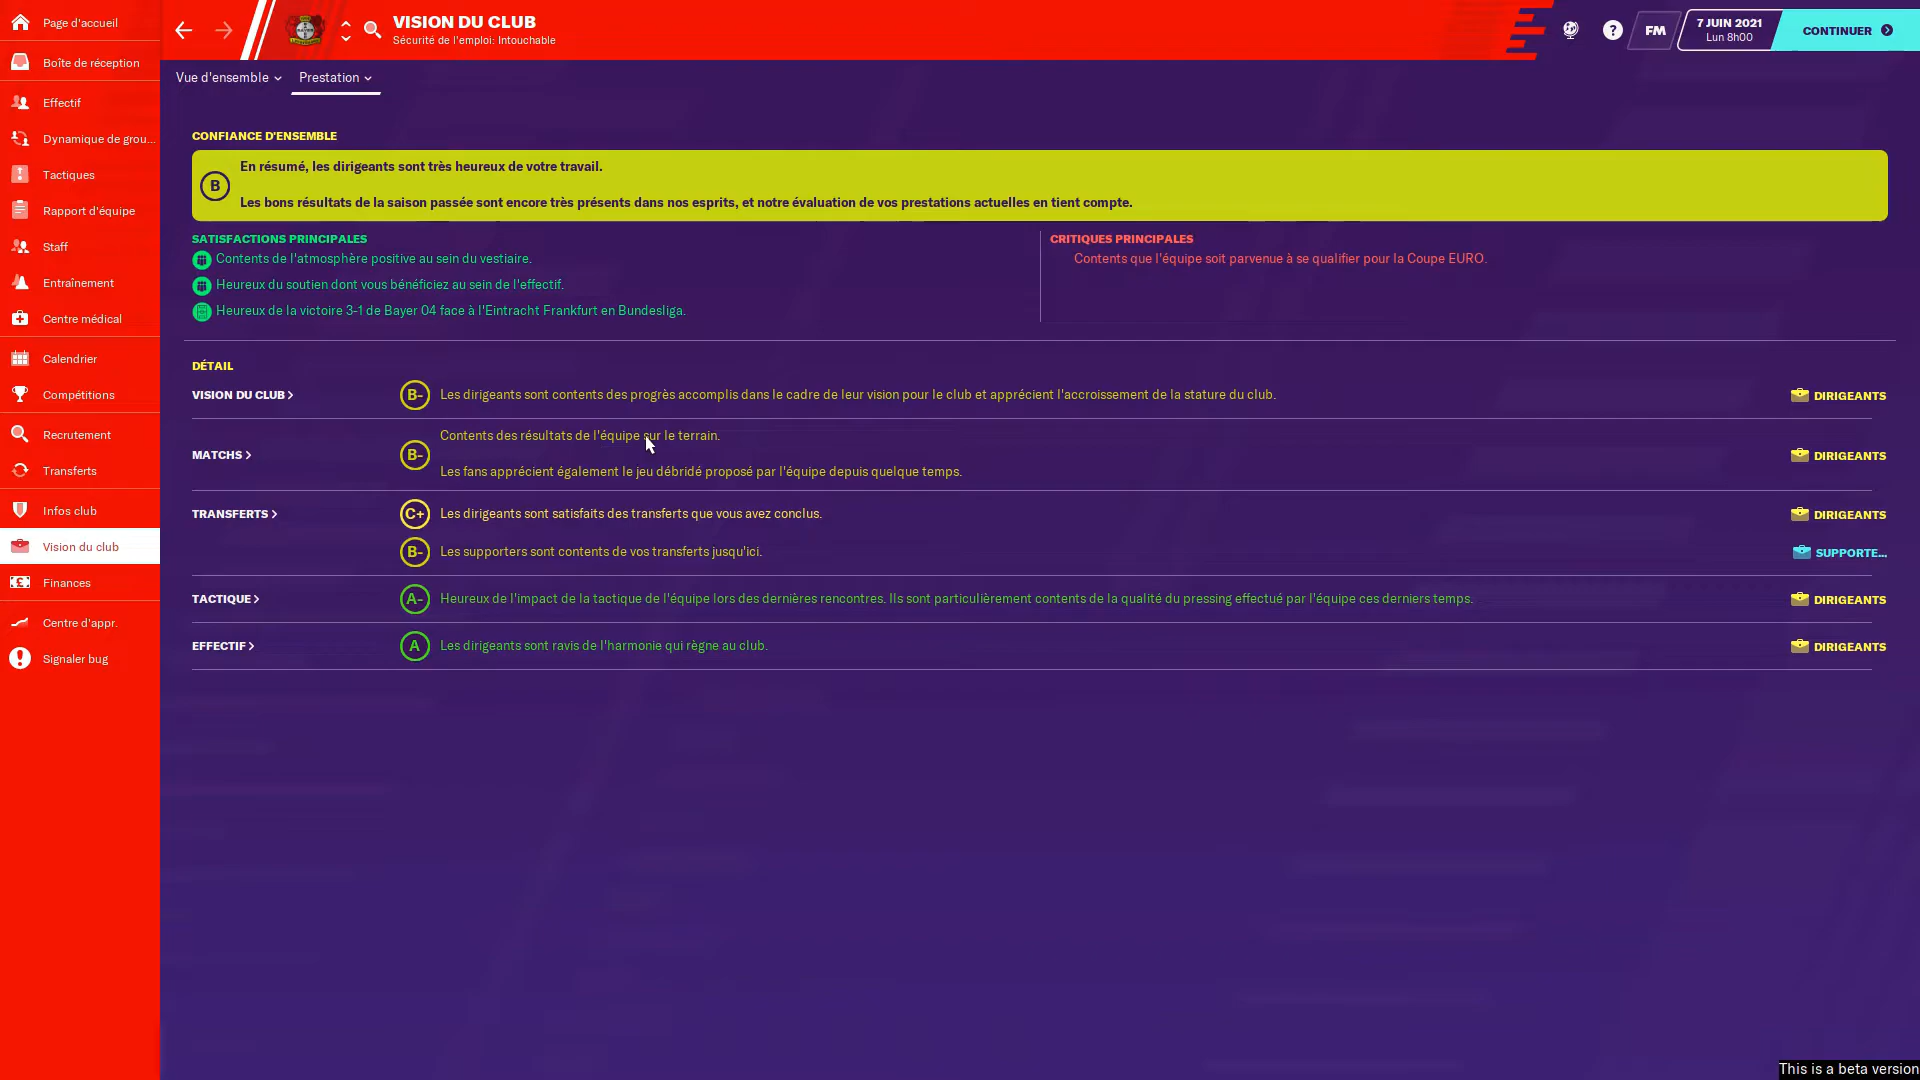 Page d'accueil
Boîte de réception
Effectif
Dynamique de grou...
Tactiques
Rapport d'équipe
Staff
Entraînement
Centre médical
Calendrier
Compétitions
Recrutement
Transferts
Infos club
Vision du club
Finances
Centre d'appr.
Signaler bug
VISION DU CLUB
Sécurité de l'emploi: Intouchable
FM
7 JUIN 2021
Lun 8h00
CONTINUER
Vue d'ensemble
Prestation
CONFIANCE D'ENSEMBLE
B
En résumé, les dirigeants sont très heureux de votre travail.
Les bons résultats de la saison passée sont encore très présents dans nos esprits, et notre évaluation de vos prestations actuelles en tient compte.
SATISFACTIONS PRINCIPALES
Contents de l'atmosphère positive au sein du vestiaire.
Heureux du soutien dont vous bénéficiez au sein de l'effectif.
Heureux de la victoire 3-1 de Bayer 04 face à l'Eintracht Frankfurt en Bundesliga.
CRITIQUES PRINCIPALES
Contents que l'équipe soit parvenue à se qualifier pour la Coupe EURO.
DÉTAIL
VISION DU CLUB
B-
Les dirigeants sont contents des progrès accomplis dans le cadre de leur vision pour le club et apprécient l'accroissement de la stature du club.
DIRIGEANTS
MATCHS
B-
Contents des résultats de l'équipe sur le terrain.
Les fans apprécient également le jeu débridé proposé par l'équipe depuis quelque temps.
DIRIGEANTS
TRANSFERTS
C+
Les dirigeants sont satisfaits des transferts que vous avez conclus.
DIRIGEANTS
B-
Les supporters sont contents de vos transferts jusqu'ici.
SUPPORTE...
TACTIQUE
A-
Heureux de l'impact de la tactique de l'équipe lors des dernières rencontres. Ils sont particulièrement contents de la qualité du pressing effectué par l'équipe ces derniers temps.
DIRIGEANTS
EFFECTIF
A
Les dirigeants sont ravis de l'harmonie qui règne au club.
DIRIGEANTS
This is a beta version